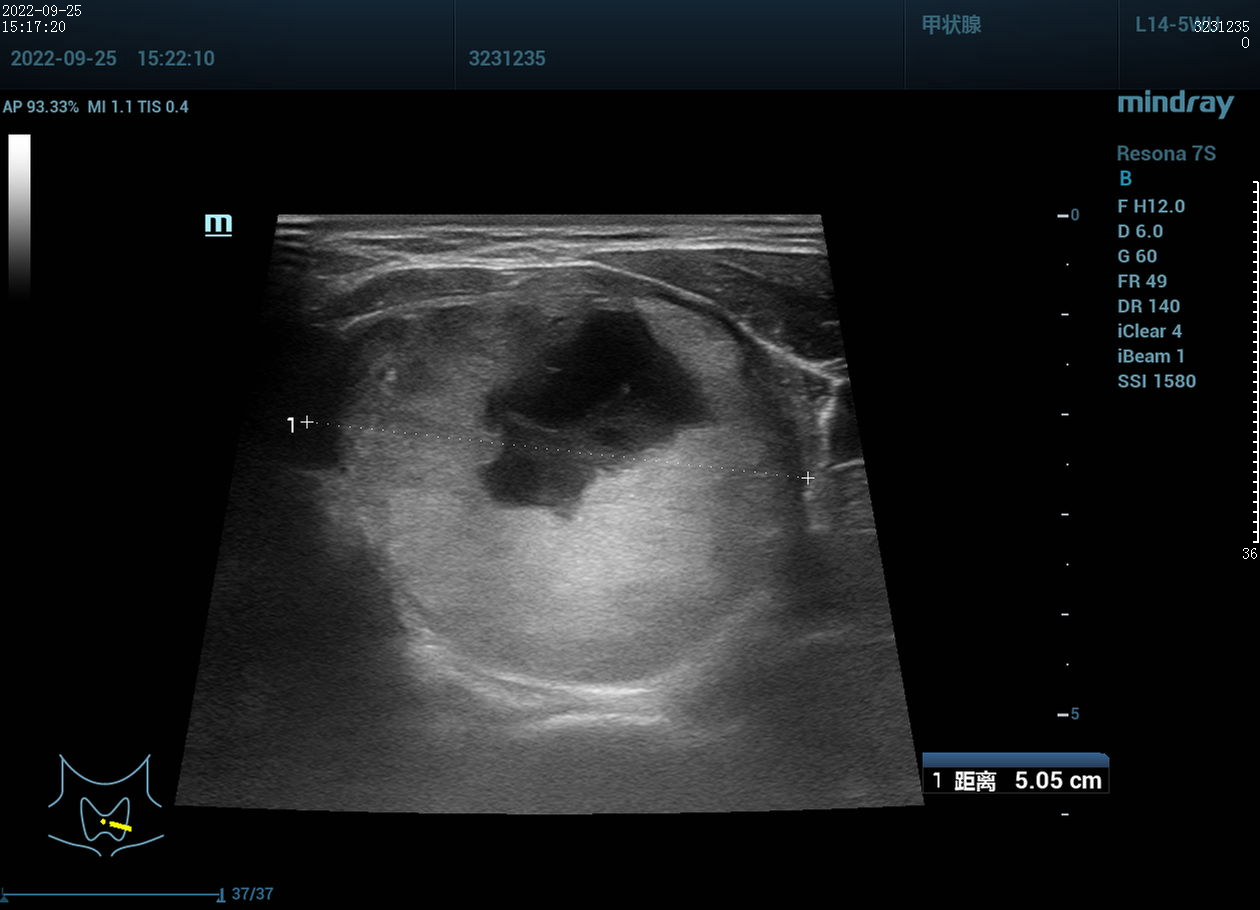 2022-09-25
15:17:20
2022-09-25 15:22:10
3231235
甲状腺
L14-5WU
3231235
0
AP 93.33% MI 1.1 TIS 0.4
mindray
Resona 7S
B
F H12.0
D 6.0
G 60
FR 49
DR 140
iClear 4
iBeam 1
SSI 1580
m
0
1
5
36
1 距离 5.05 cm
37/37